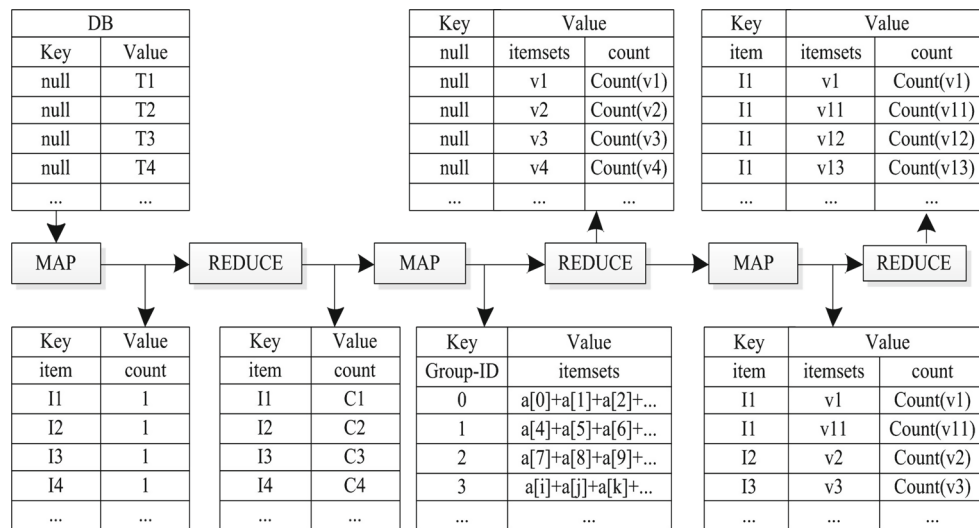 DB
Key Value
null T1
null T2
null T3
null T4
... ...
Key Value
null itemsets count
null v1 Count(v1)
null v2 Count(v2)
null v3 Count(v3)
null v4 Count(v4)
... ... ...
Key Value
item itemsets count
I1 v1 Count(v1)
I1 v11 Count(v11)
I1 v12 Count(v12)
I1 v13 Count(v13)
... ... ...
MAP REDUCE MAP REDUCE MAP REDUCE
Key Value
item count
I1 1
I2 1
I3 1
I4 1
... ...
Key Value
item count
I1 C1
I2 C2
I3 C3
I4 C4
... ...
Key Value
Group-ID itemsets
0 a[0]+a[1]+a[2]+...
1 a[4]+a[5]+a[6]+...
2 a[7]+a[8]+a[9]+...
3 a[i]+a[j]+a[k]+...
... ...
Key Value
item itemsets count
I1 v1 Count(v1)
I1 v11 Count(v11)
I2 v2 Count(v2)
I3 v3 Count(v3)
... ... ...